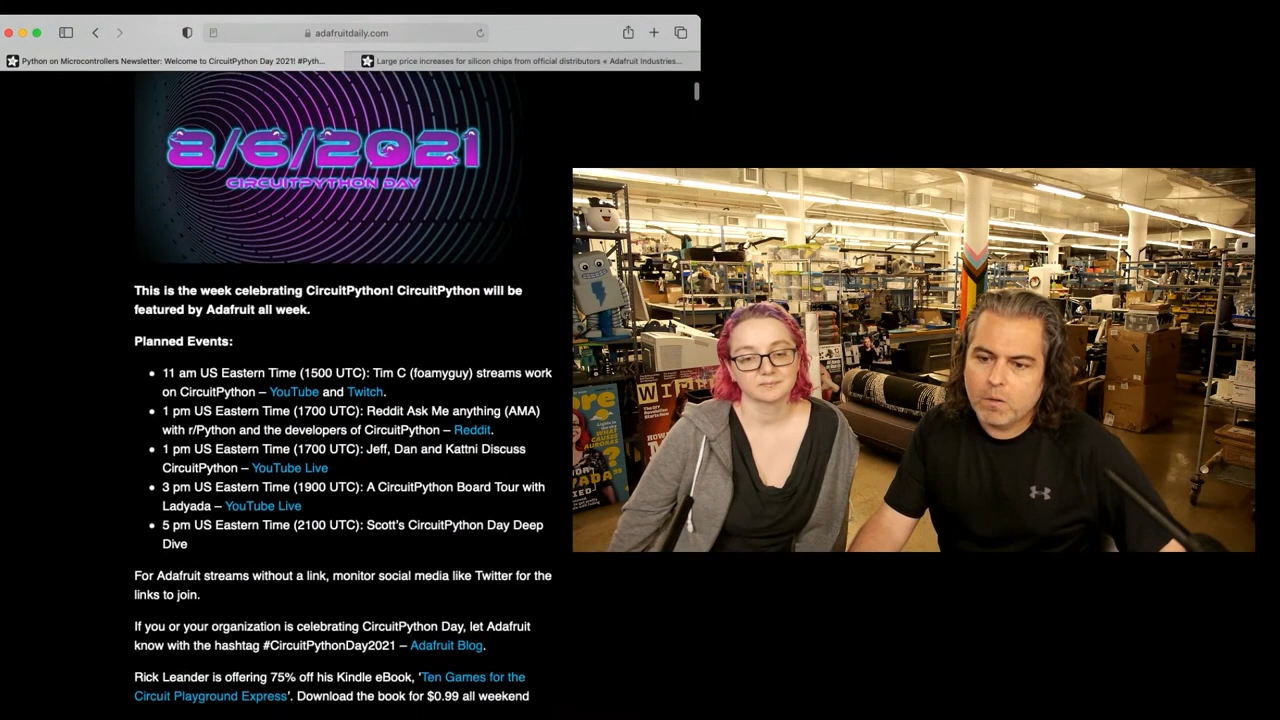 adafruitdaily.com
Python on Microcontrollers Newsletter: Welcome to CircuitPython Day 2021! #Pyth...
Large price increases for silicon chips from official distributors « Adafruit Industries...
8/6/2021
CIRCUITPYTHON DAY
This is the week celebrating CircuitPython! CircuitPython will be
featured by Adafruit all week.
Planned Events:
• 11 am US Eastern Time (1500 UTC): Tim C (foamyguy) streams work
on CircuitPython – YouTube and Twitch.
• 1 pm US Eastern Time (1700 UTC): Reddit Ask Me anything (AMA)
with r/Python and the developers of CircuitPython – Reddit.
• 1 pm US Eastern Time (1700 UTC): Jeff, Dan and Kattni Discuss
CircuitPython – YouTube Live
• 3 pm US Eastern Time (1900 UTC): A CircuitPython Board Tour with
Ladyada – YouTube Live
• 5 pm US Eastern Time (2100 UTC): Scott's CircuitPython Day Deep
Dive
For Adafruit streams without a link, monitor social media like Twitter for the
links to join.
If you or your organization is celebrating CircuitPython Day, let Adafruit
know with the hashtag #CircuitPythonDay2021 – Adafruit Blog.
Rick Leander is offering 75% off his Kindle eBook, 'Ten Games for the
Circuit Playground Express'. Download the book for $0.99 all weekend
WIR